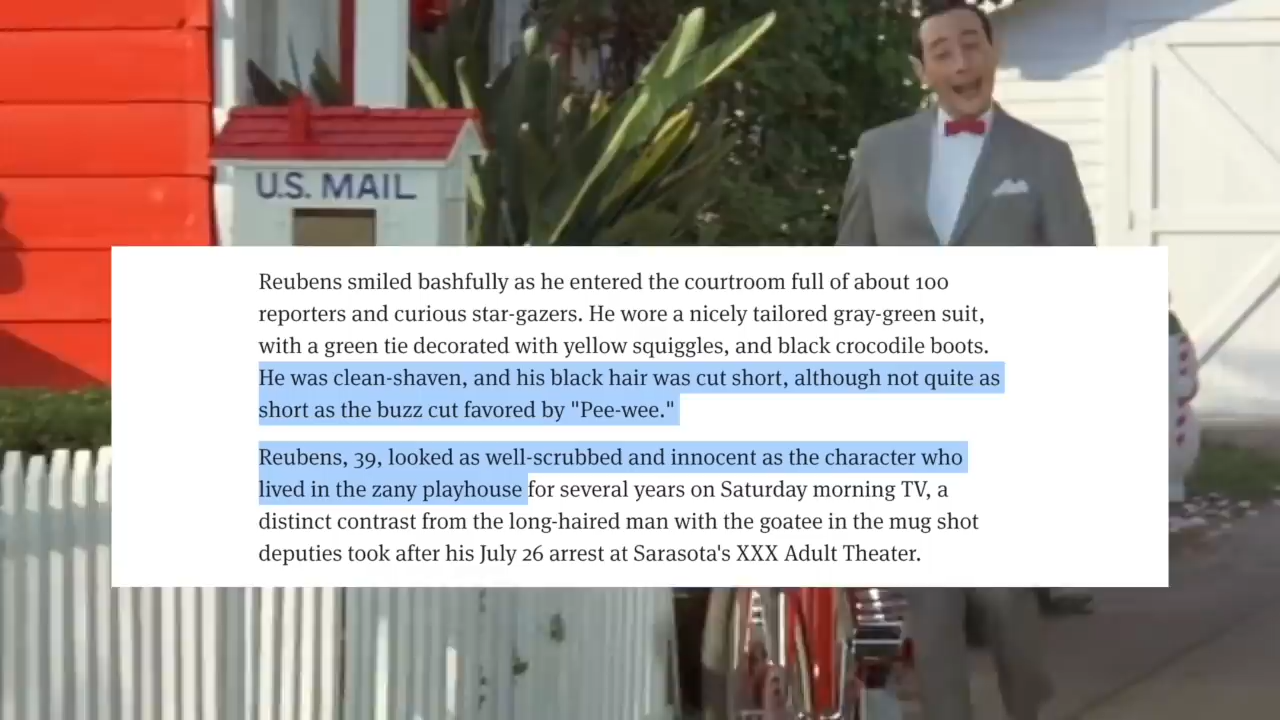 U.S. MAIL
Reubens smiled bashfully as he entered the courtroom full of about 100
reporters and curious star-gazers. He wore a nicely tailored gray-green suit,
with a green tie decorated with yellow squiggles, and black crocodile boots.
He was clean-shaven, and his black hair was cut short, although not quite as
short as the buzz cut favored by "Pee-wee."
Reubens, 39, looked as well-scrubbed and innocent as the character who
lived in the zany playhouse for several years on Saturday morning TV, a
distinct contrast from the long-haired man with the goatee in the mug shot
deputies took after his July 26 arrest at Sarasota's XXX Adult Theater.